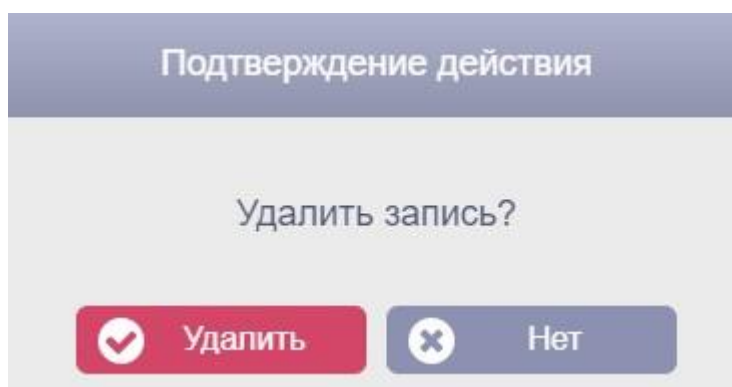 Подтверждение действия
Удалить запись?
Удалить
Нет